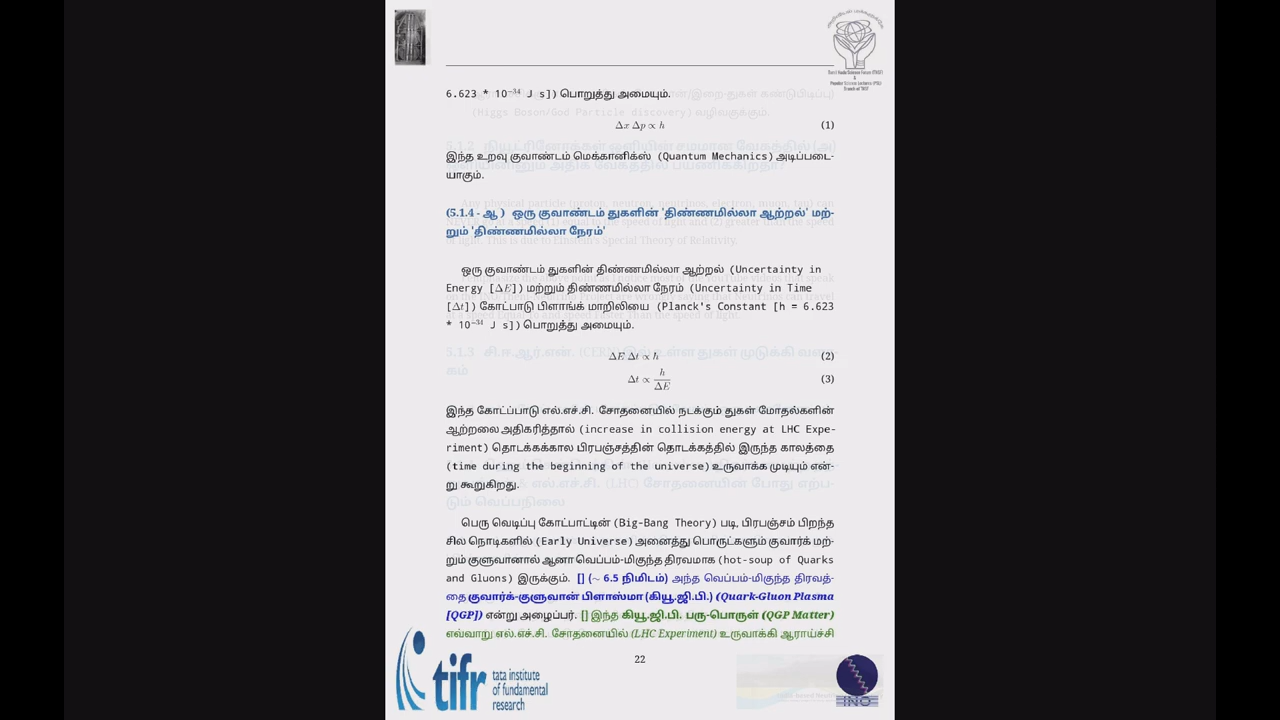 6.623 * 10⁻³⁴ J s]) பொறுத்து அமையும்.
Δx Δp ∝ h (1)
இந்த உறவு குவாண்டம் மெக்கானிக்ஸ் (Quantum Mechanics) அடிப்படை-
யாகும்.
(5.1.4 - ஆ ) ஒரு குவாண்டம் துகளின் 'திண்ணமில்லா ஆற்றல்' மற்-
றும் 'திண்ணமில்லா நேரம்'
ஒரு குவாண்டம் துகளின் திண்ணமில்லா ஆற்றல் (Uncertainty in
Energy [ΔE]) மற்றும் திண்ணமில்லா நேரம் (Uncertainty in Time
[Δt]) கோட்பாடு பிளாங்க் மாறிலியை (Planck's Constant [h = 6.623
* 10⁻³⁴ J s]) பொறுத்து அமையும்.
ΔE Δt ∝ h (2)
Δt ∝ h/ΔE (3)
இந்த கோட்ப்பாடு எல்.எச்.சி. சோதனையில் நடக்கும் துகள் மோதல்களின்
ஆற்றலை அதிகரித்தால் (increase in collision energy at LHC Expe-
riment) தொடக்கக்கால பிரபஞ்சத்தின் தொடக்கத்தில் இருந்த காலத்தை
(time during the beginning of the universe) உருவாக்க முடியும் என்-
று கூறுகிறது.
பெரு வெடிப்பு கோட்பாட்டின் (Big-Bang Theory) படி, பிரபஞ்சம் பிறந்த
சில நொடிகளில் (Early Universe) அனைத்து பொருட்களும் குவார்க் மற்-
றும் குளுவானால் ஆனா வெப்பம்-மிகுந்த திரவமாக (hot-soup of Quarks
and Gluons) இருக்கும். [] (∼ 6.5 நிமிடம்) அந்த வெப்பம்-மிகுந்த திரவத்-
தை குவார்க்-குளுவான் பிளாஸ்மா (கியூ.ஜி.பி.) (Quark-Gluon Plasma
[QGP]) என்று அழைப்பர். [] இந்த கியூ.ஜி.பி. பரு-பொருள் (QGP Matter)
எவ்வாறு எல்.எச்.சி. சோதனையில் (LHC Experiment) உருவாக்கி ஆராய்ச்சி
22
tifr tata institute
of fundamental
research
INO